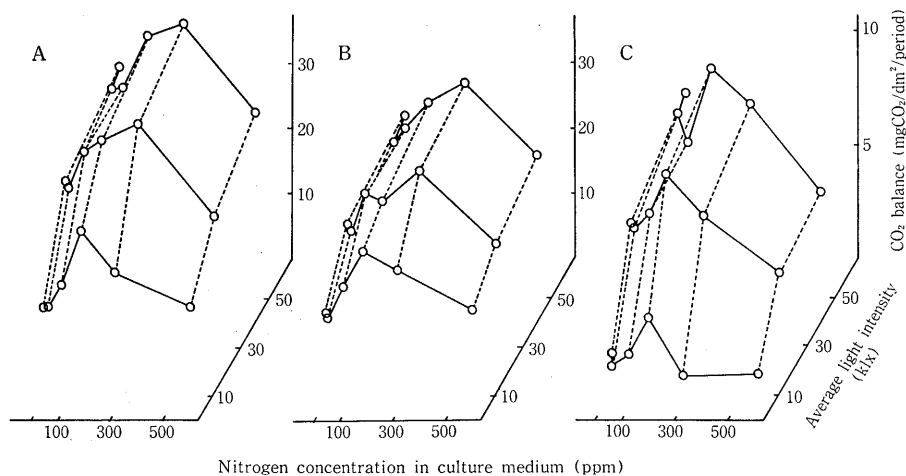 A
B
C
30
20
10
50
30
10
30
20
10
50
30
10
10
5
50
30
10
100 300 500
100 300 500
100 300 500
CO₂ balance (mgCO₂/dm²/period)
Average light intensity
(klx)
Nitrogen concentration in culture medium (ppm)